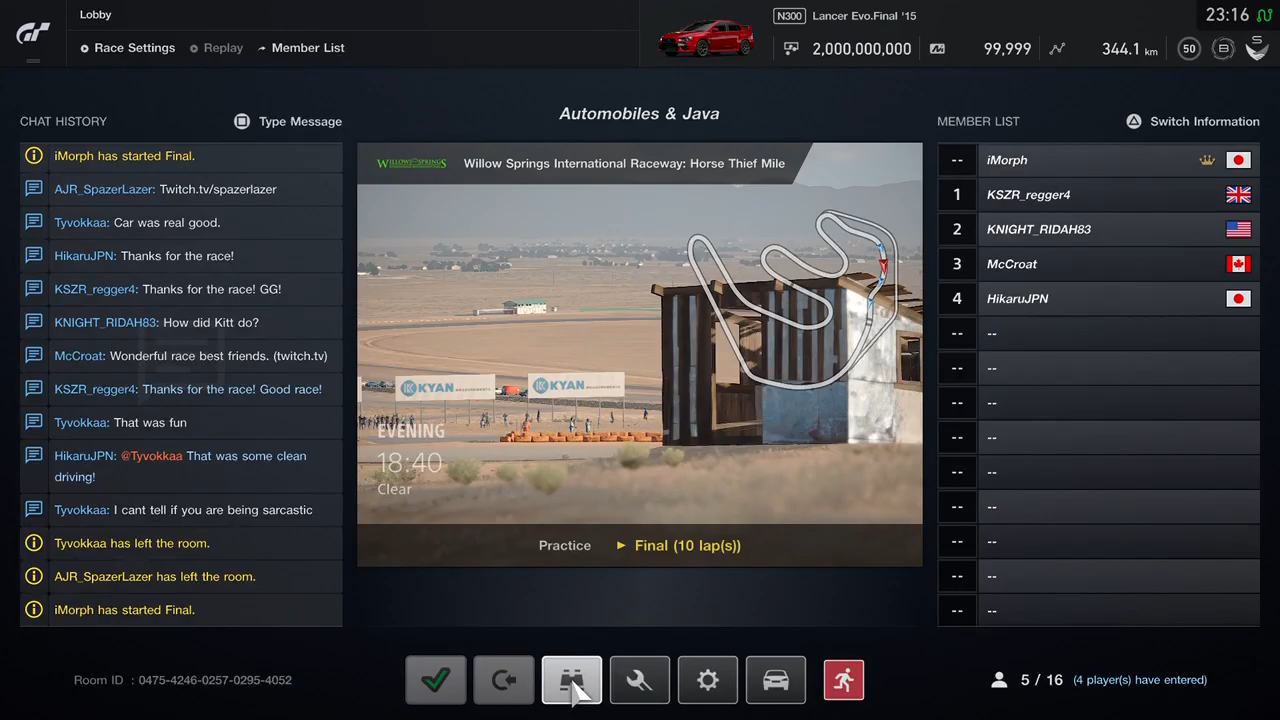 Lobby
Race Settings
Replay
Member List
N300 Lancer Evo.Final '15
2,000,000,000
99,999
344.1 km
50
B
S
23:16
CHAT HISTORY
Type Message
iMorph has started Final.
AJR_SpazerLazer: Twitch.tv/spazerlazer
Tyvokkaa: Car was real good.
HikaruJPN: Thanks for the race!
KSZR_regger4: Thanks for the race! GG!
KNIGHT_RIDAH83: How did Kitt do?
McCroat: Wonderful race best friends. (twitch.tv)
KSZR_regger4: Thanks for the race! Good race!
Tyvokkaa: That was fun
HikaruJPN: @Tyvokkaa That was some clean
driving!
Tyvokkaa: I cant tell if you are being sarcastic
Tyvokkaa has left the room.
AJR_SpazerLazer has left the room.
iMorph has started Final.
Automobiles & Java
WILLOW SPRINGS
Willow Springs International Raceway: Horse Thief Mile
KYAN
KYAN
EVENING
18:40
Clear
Practice
Final (10 lap(s))
MEMBER LIST
Switch Information
-- iMorph
1 KSZR_regger4
2 KNIGHT_RIDAH83
3 McCroat
4 HikaruJPN
-- --
-- --
-- --
-- --
-- --
-- --
-- --
-- --
-- --
Room ID : 0475-4246-0257-0295-4052
5 / 16 (4 player(s) have entered)